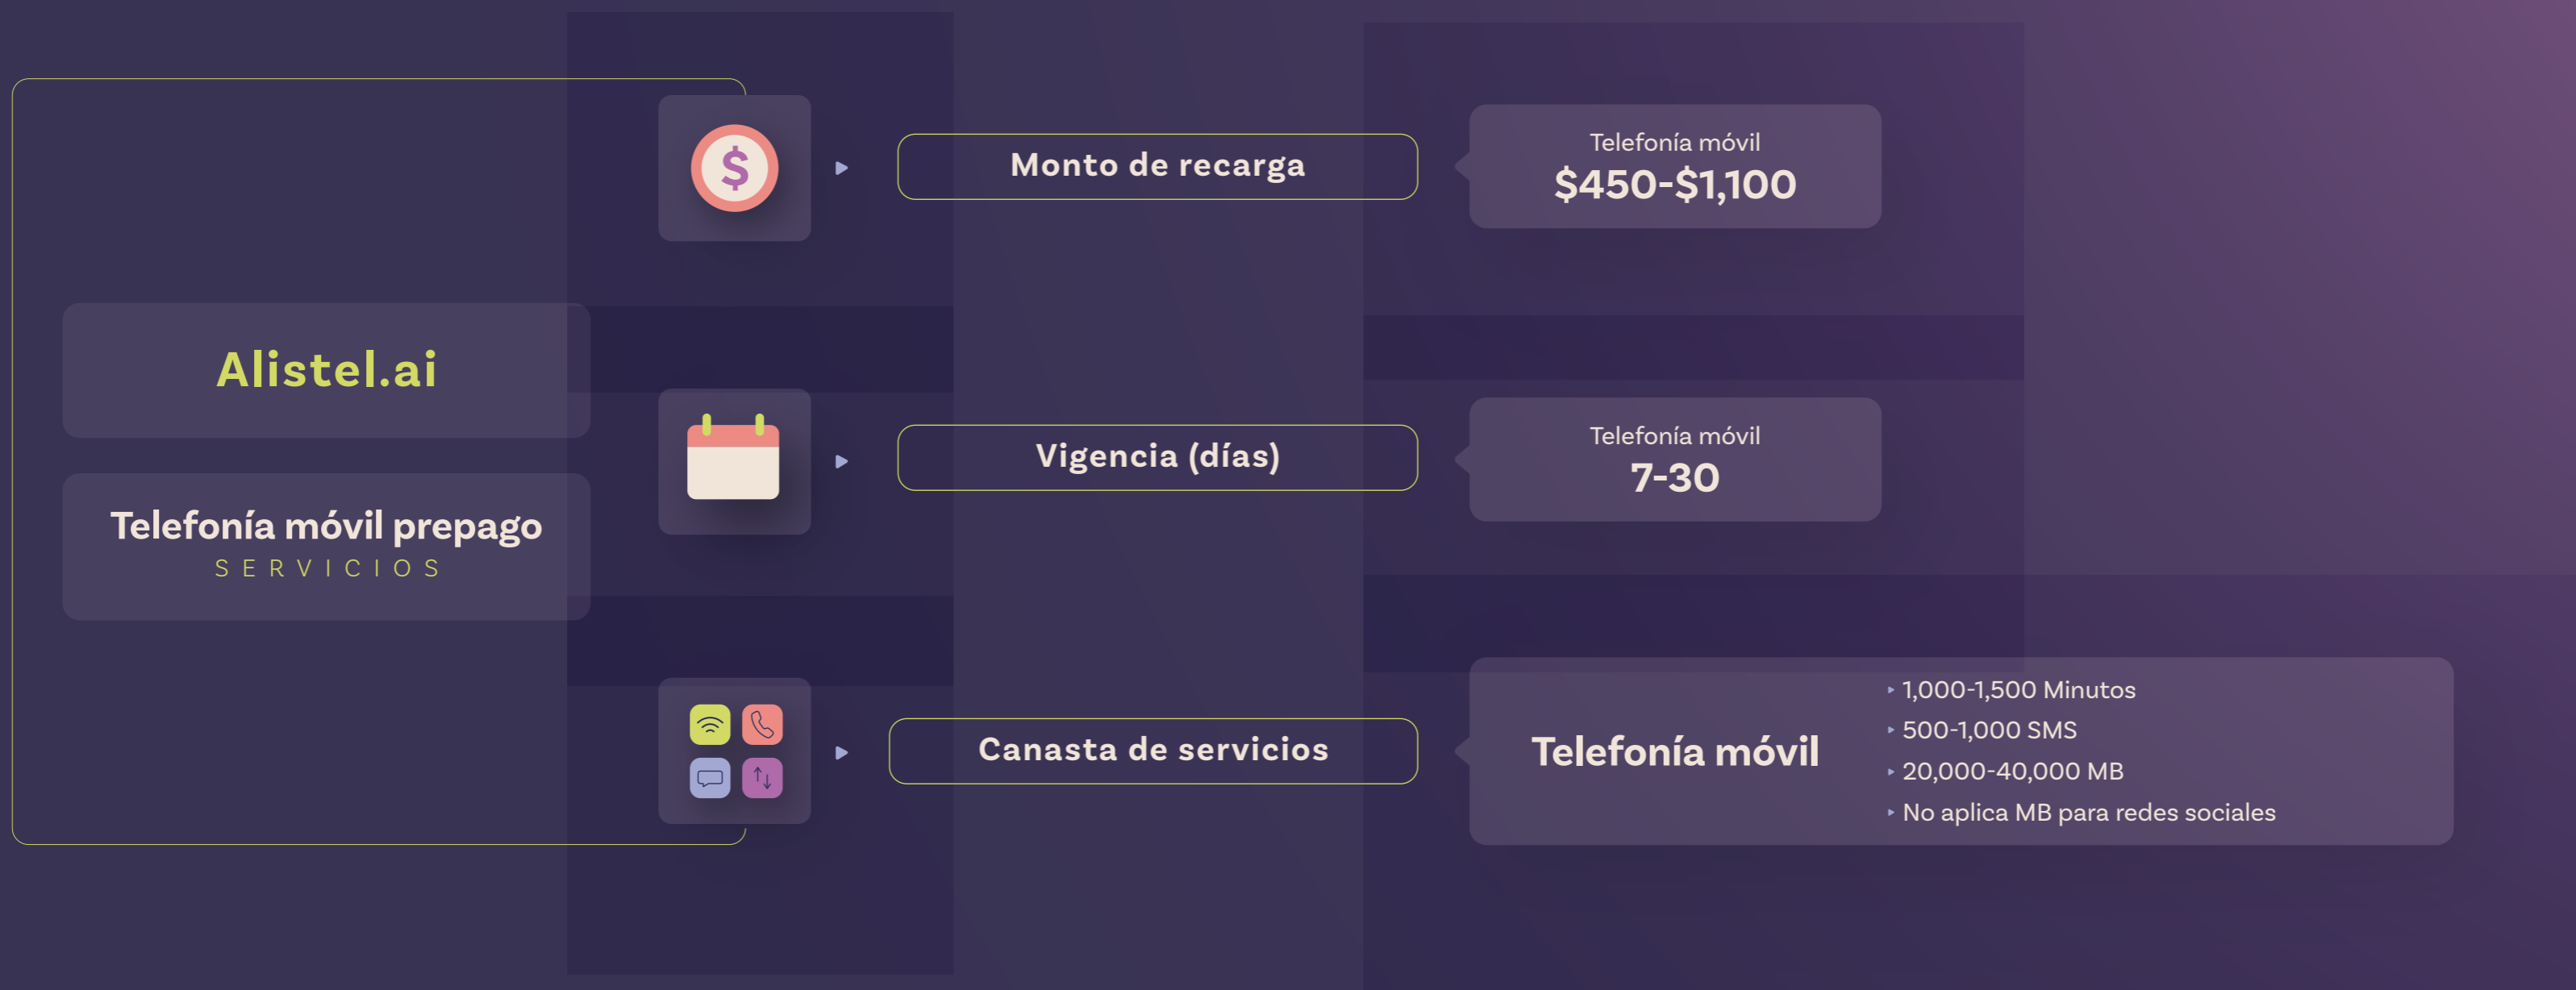 Alistel.ai
Telefonía móvil prepago
SERVICIOS
$
Monto de recarga
Telefonía móvil
$450-$1,100
Vigencia (días)
Telefonía móvil
7-30
Canasta de servicios
Telefonía móvil
1,000-1,500 Minutos
500-1,000 SMS
20,000-40,000 MB
No aplica MB para redes sociales